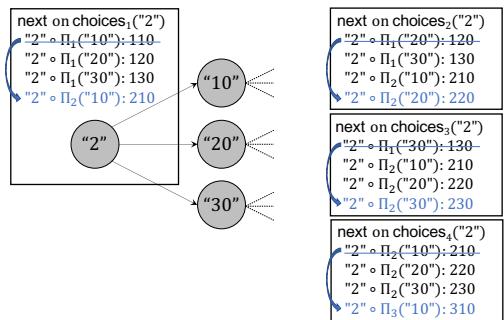 next on choices₁("2")
"2" ∘ Π₁("10"): 110
"2" ∘ Π₁("20"): 120
"2" ∘ Π₁("30"): 130
"2" ∘ Π₂("10"): 210
“2”
“10”
“20”
“30”
next on choices₂("2")
"2" ∘ Π₁("20"): 120
"2" ∘ Π₁("30"): 130
"2" ∘ Π₂("10"): 210
"2" ∘ Π₂("20"): 220
next on choices₃("2")
"2" ∘ Π₁("30"): 130
"2" ∘ Π₂("10"): 210
"2" ∘ Π₂("20"): 220
"2" ∘ Π₂("30"): 230
next on choices₄("2")
"2" ∘ Π₂("10"): 210
"2" ∘ Π₂("20"): 220
"2" ∘ Π₂("30"): 230
"2" ∘ Π₃("10"): 310